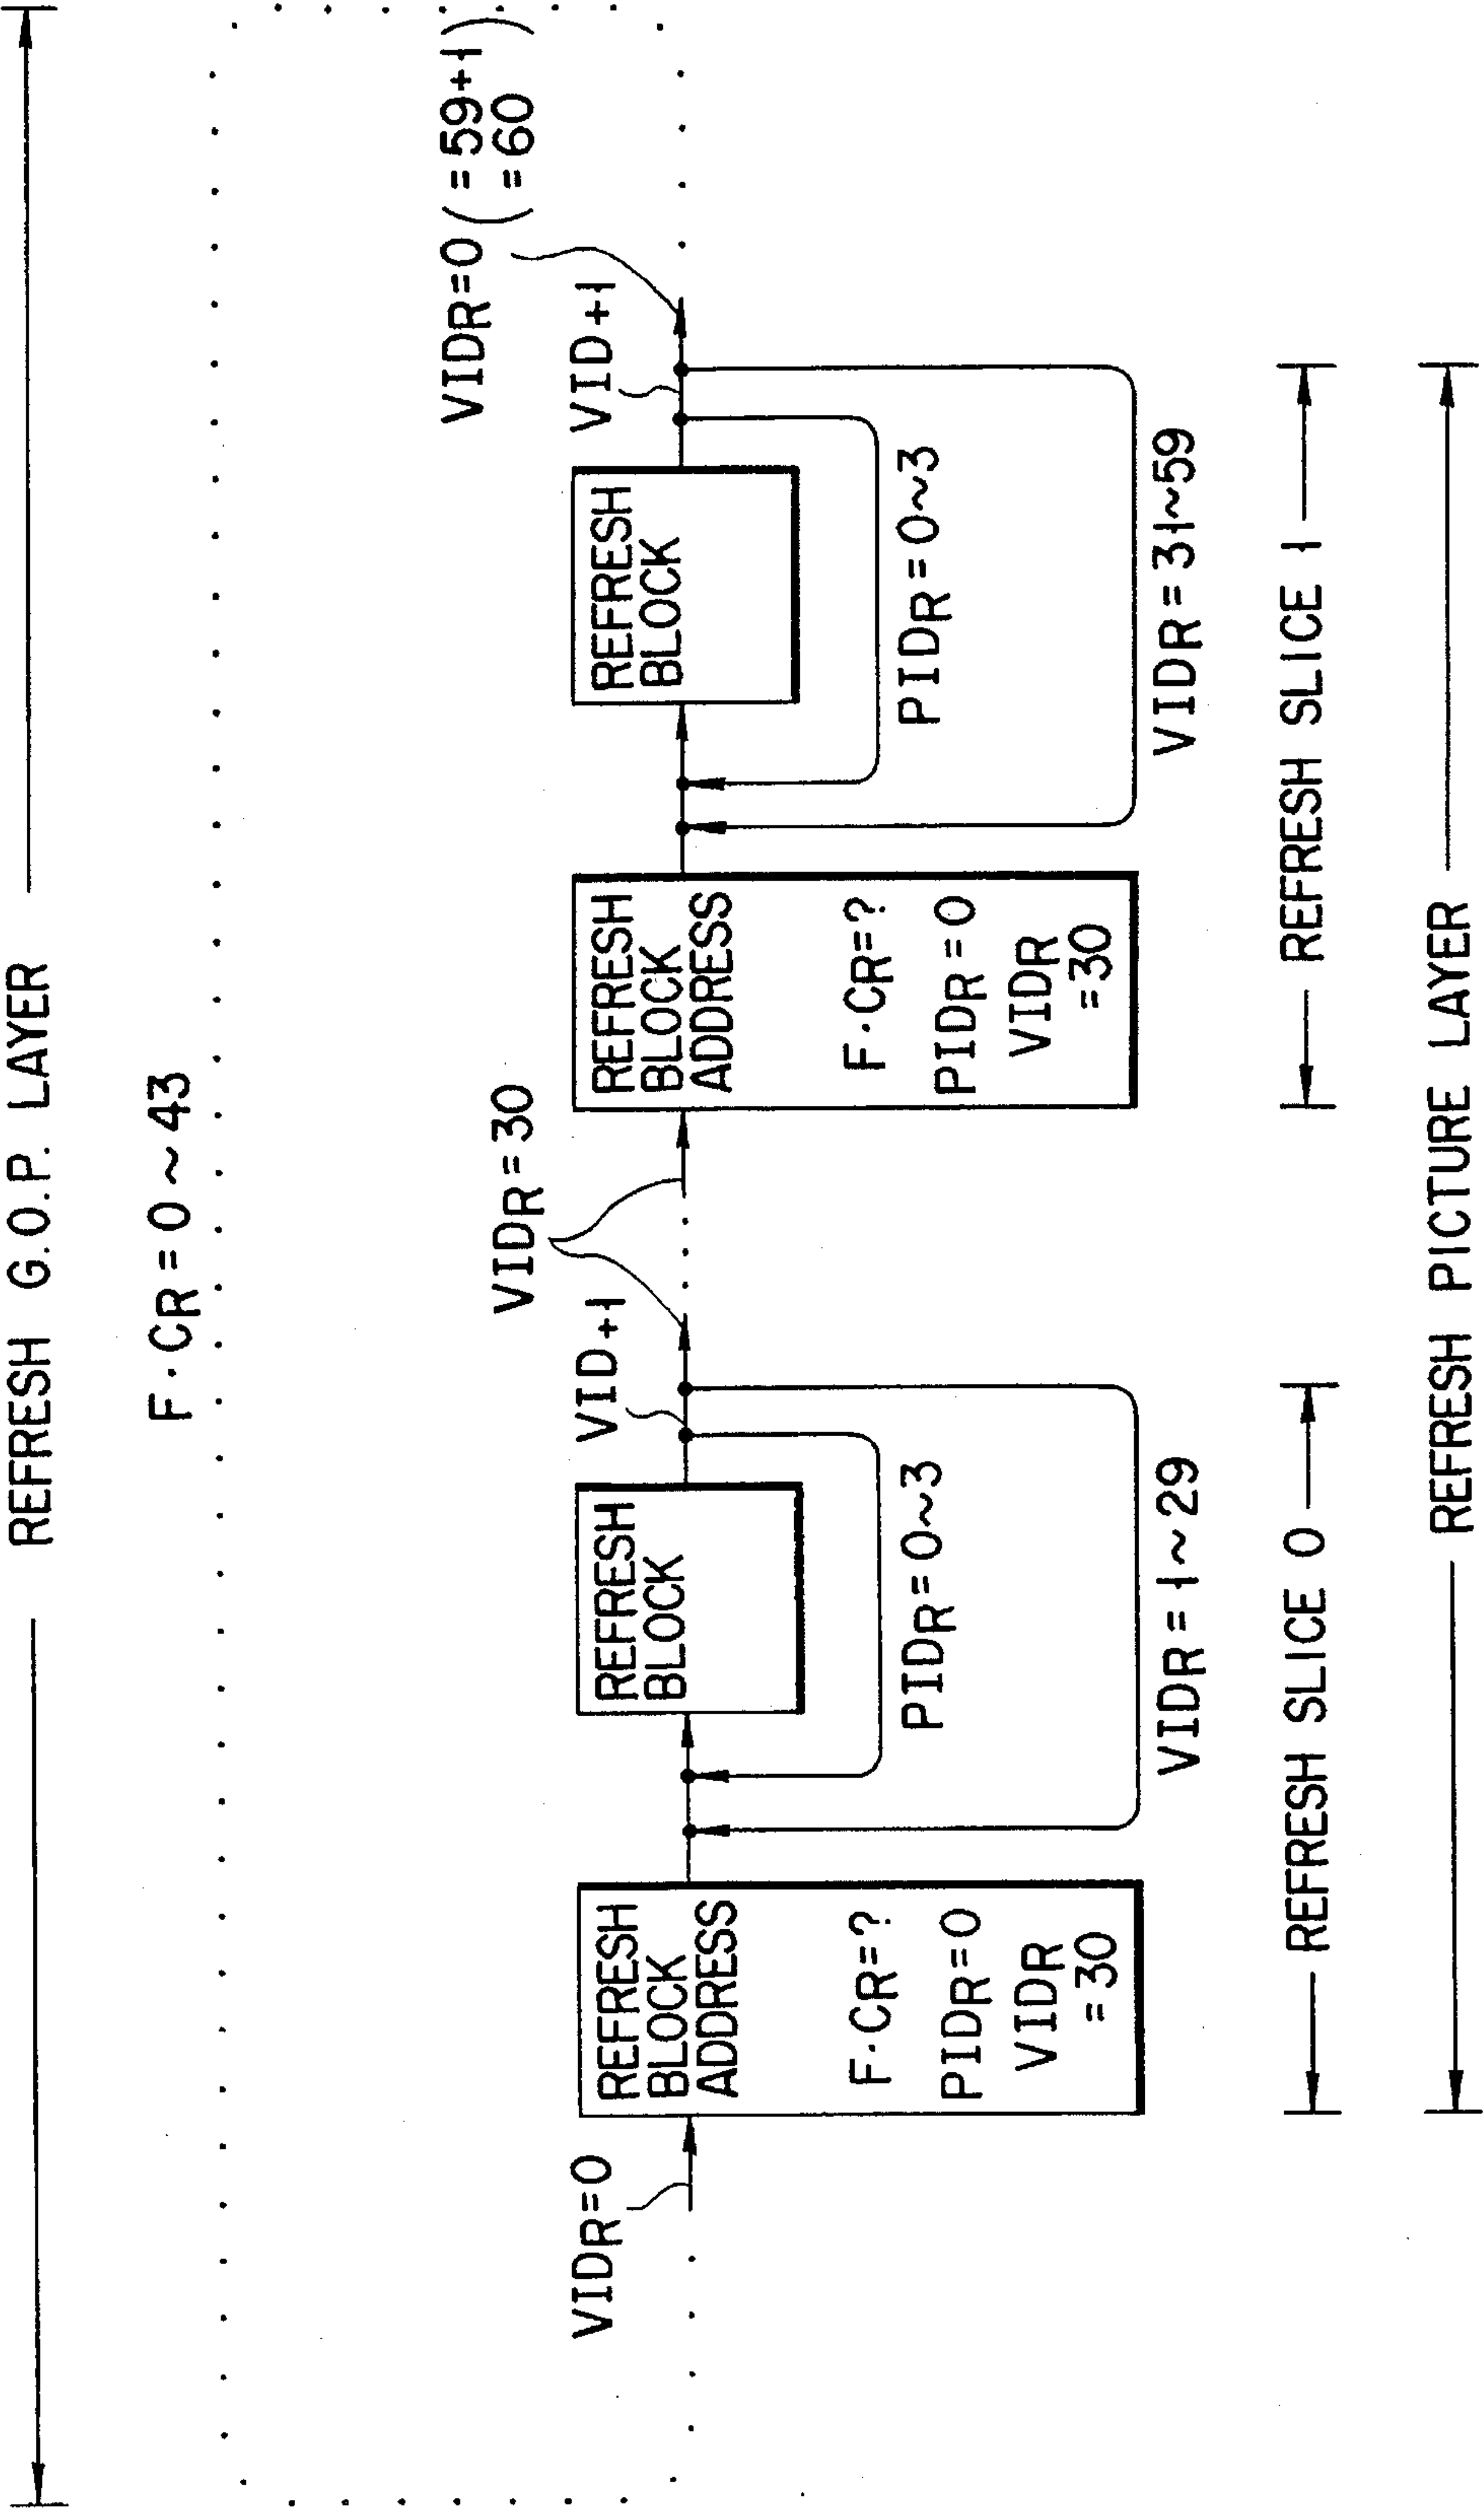 REFRESH G.O.P. LAYER
F·CR=0~43
VIDR=0
REFRESH
BLOCK
ADDRESS
F·CR=?
PIDR=0
VIDR
=30
REFRESH
BLOCK
VID+1
PIDR=0~3
VIDR=1~29
VIDR=30
REFRESH
BLOCK
ADDRESS
F·CR=?
PIDR=0
VIDR
=30
REFRESH
BLOCK
VID+1
PIDR=0~3
VIDR=31~59
VIDR=0(=59+1)
(=60)
REFRESH SLICE 0
REFRESH SLICE 1
REFRESH PICTURE LAYER